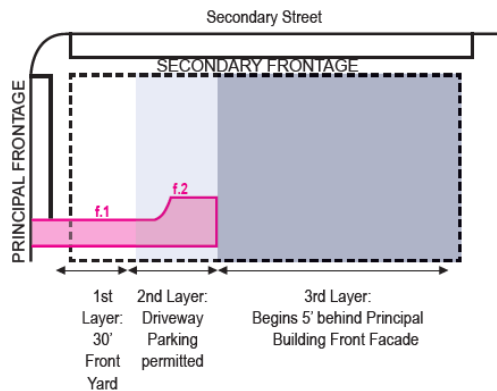 Secondary Street
SECONDARY FRONTAGE
PRINCIPAL FRONTAGE
f.1
f.2
1st
Layer:
30'
Front
Yard
2nd Layer:
Driveway
Parking
permitted
3rd Layer:
Begins 5' behind Principal
Building Front Facade